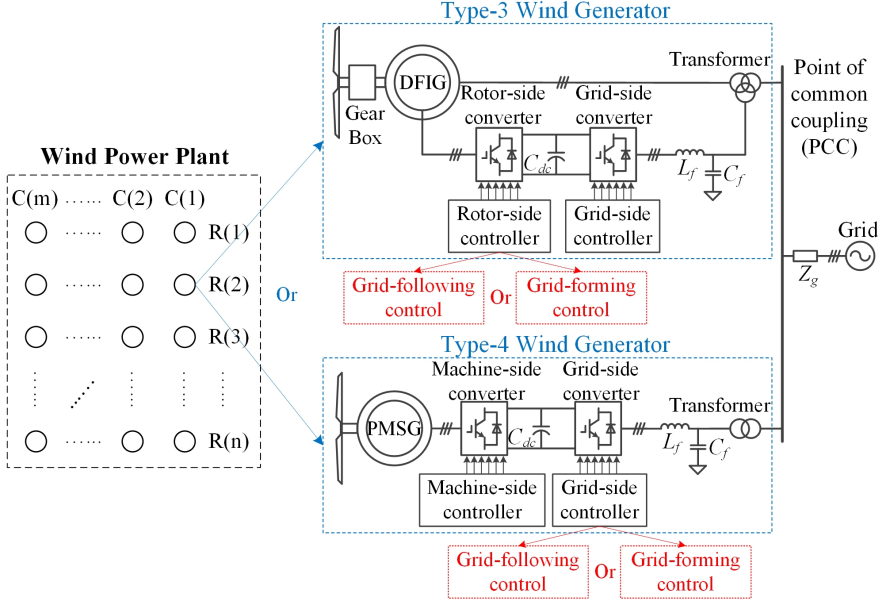 Type-3 Wind Generator
DFIG
Gear
Box
Rotor-side
converter
Grid-side
converter
Transformer
Point of
common
coupling
(PCC)
C_dc
L_f
C_f
Rotor-side
controller
Grid-side
controller
Grid-following
control
Or
Grid-forming
control
Wind Power Plant
C(m) ...... C(2) C(1)
...... R(1)
...... R(2)
...... R(3)
...... R(n)
Or
Grid
Z_g
Type-4 Wind Generator
PMSG
Machine-side
converter
Grid-side
converter
Transformer
C_dc
L_f
C_f
Machine-side
controller
Grid-side
controller
Grid-following
control
Or
Grid-forming
control